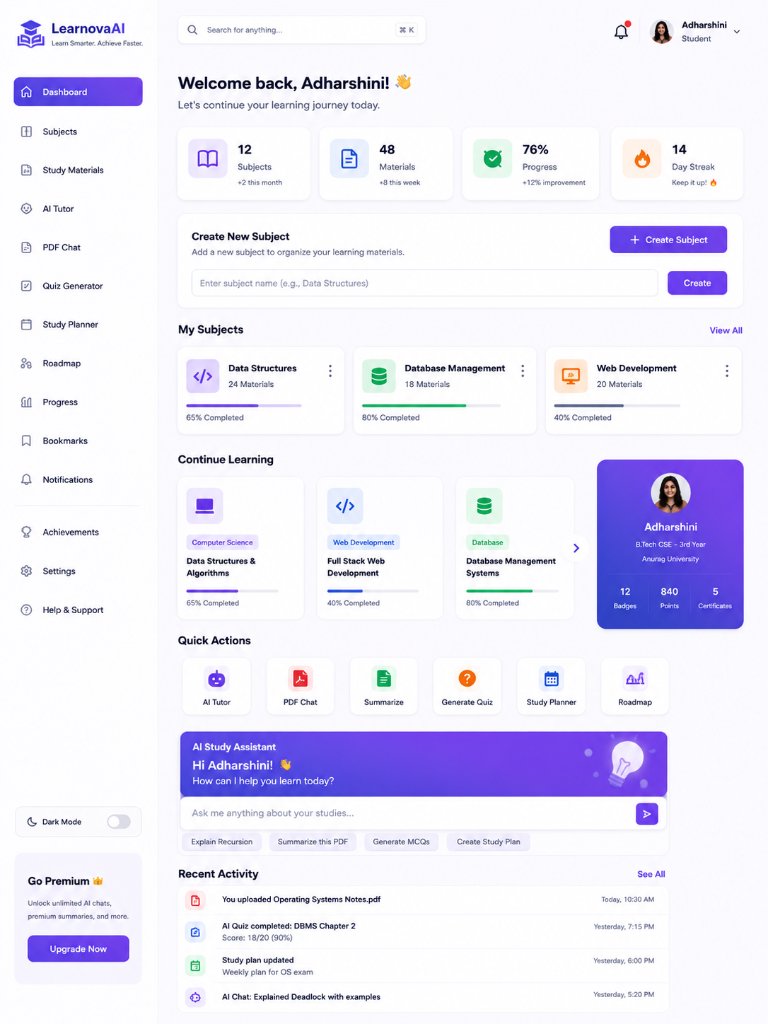 LearnovaAI
Learn Smarter. Achieve Faster.
Search for anything...
⌘ K
Adharshini
Student
Dashboard
Subjects
Study Materials
AI Tutor
PDF Chat
Quiz Generator
Study Planner
Roadmap
Progress
Bookmarks
Notifications
Achievements
Settings
Help & Support
Dark Mode
Go Premium 👑
Unlock unlimited AI chats,
premium summaries, and more.
Upgrade Now
Welcome back, Adharshini! 👋
Let's continue your learning journey today.
12
Subjects
+2 this month
48
Materials
+8 this week
76%
Progress
+12% improvement
14
Day Streak
Keep it up! 🔥
Create New Subject
Add a new subject to organize your learning materials.
+ Create Subject
Enter subject name (e.g., Data Structures)
Create
My Subjects
View All
Data Structures
24 Materials
65% Completed
Database Management
18 Materials
80% Completed
Web Development
20 Materials
40% Completed
Continue Learning
Computer Science
Data Structures &
Algorithms
65% Completed
Web Development
Full Stack Web
Development
40% Completed
Database
Database Management
Systems
80% Completed
Adharshini
B.Tech CSE – 3rd Year
Anurag University
12
Badges
840
Points
5
Certificates
Quick Actions
AI Tutor
PDF Chat
Summarize
Generate Quiz
Study Planner
Roadmap
AI Study Assistant
Hi Adharshini! 👋
How can I help you learn today?
Ask me anything about your studies...
Explain Recursion
Summarize this PDF
Generate MCQs
Create Study Plan
Recent Activity
See All
You uploaded Operating Systems Notes.pdf
Today, 10:30 AM
AI Quiz completed: DBMS Chapter 2
Score: 18/20 (90%)
Yesterday, 7:15 PM
Study plan updated
Weekly plan for OS exam
Yesterday, 6:00 PM
AI Chat: Explained Deadlock with examples
Yesterday, 5:20 PM